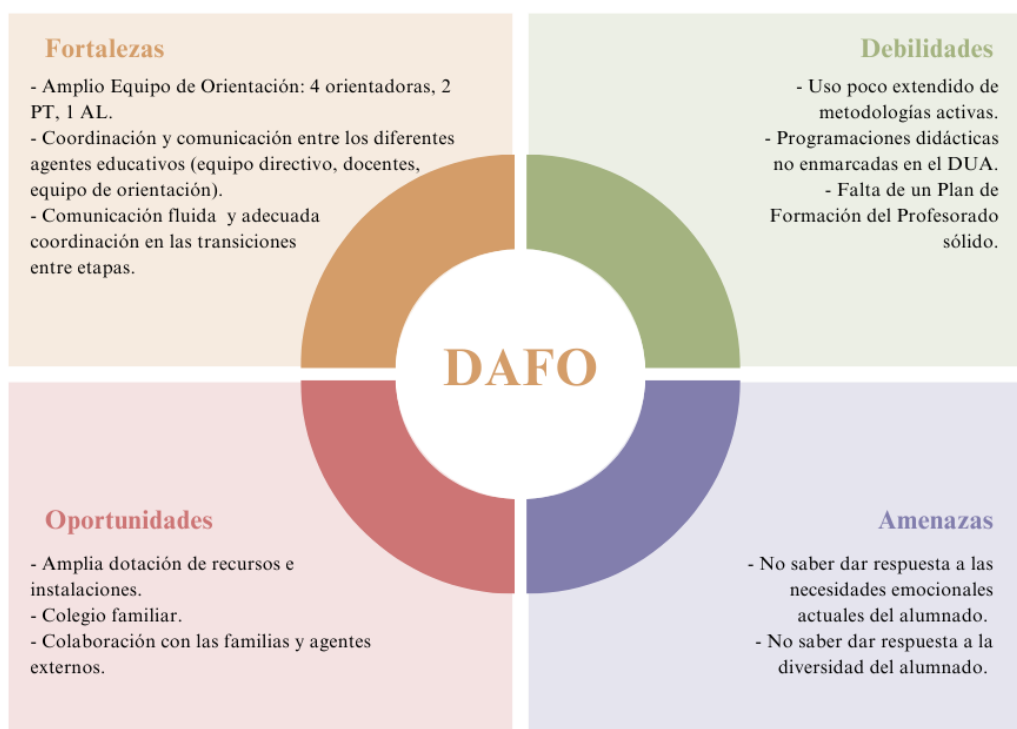 Fortalezas
- Amplio Equipo de Orientación: 4 orientadoras, 2
PT, 1 AL.
- Coordinación y comunicación entre los diferentes
agentes educativos (equipo directivo, docentes,
equipo de orientación).
- Comunicación fluida  y adecuada
coordinación en las transiciones
entre etapas.
Debilidades
- Uso poco extendido de
metodologías activas.
- Programaciones didácticas
no enmarcadas en el DUA.
- Falta de un Plan de
Formación del Profesorado
sólido.
DAFO
Oportunidades
- Amplia dotación de recursos e
instalaciones.
- Colegio familiar.
- Colaboración con las familias y agentes
externos.
Amenazas
- No saber dar respuesta a las
necesidades emocionales
actuales del alumnado.
- No saber dar respuesta a la
diversidad del alumnado.